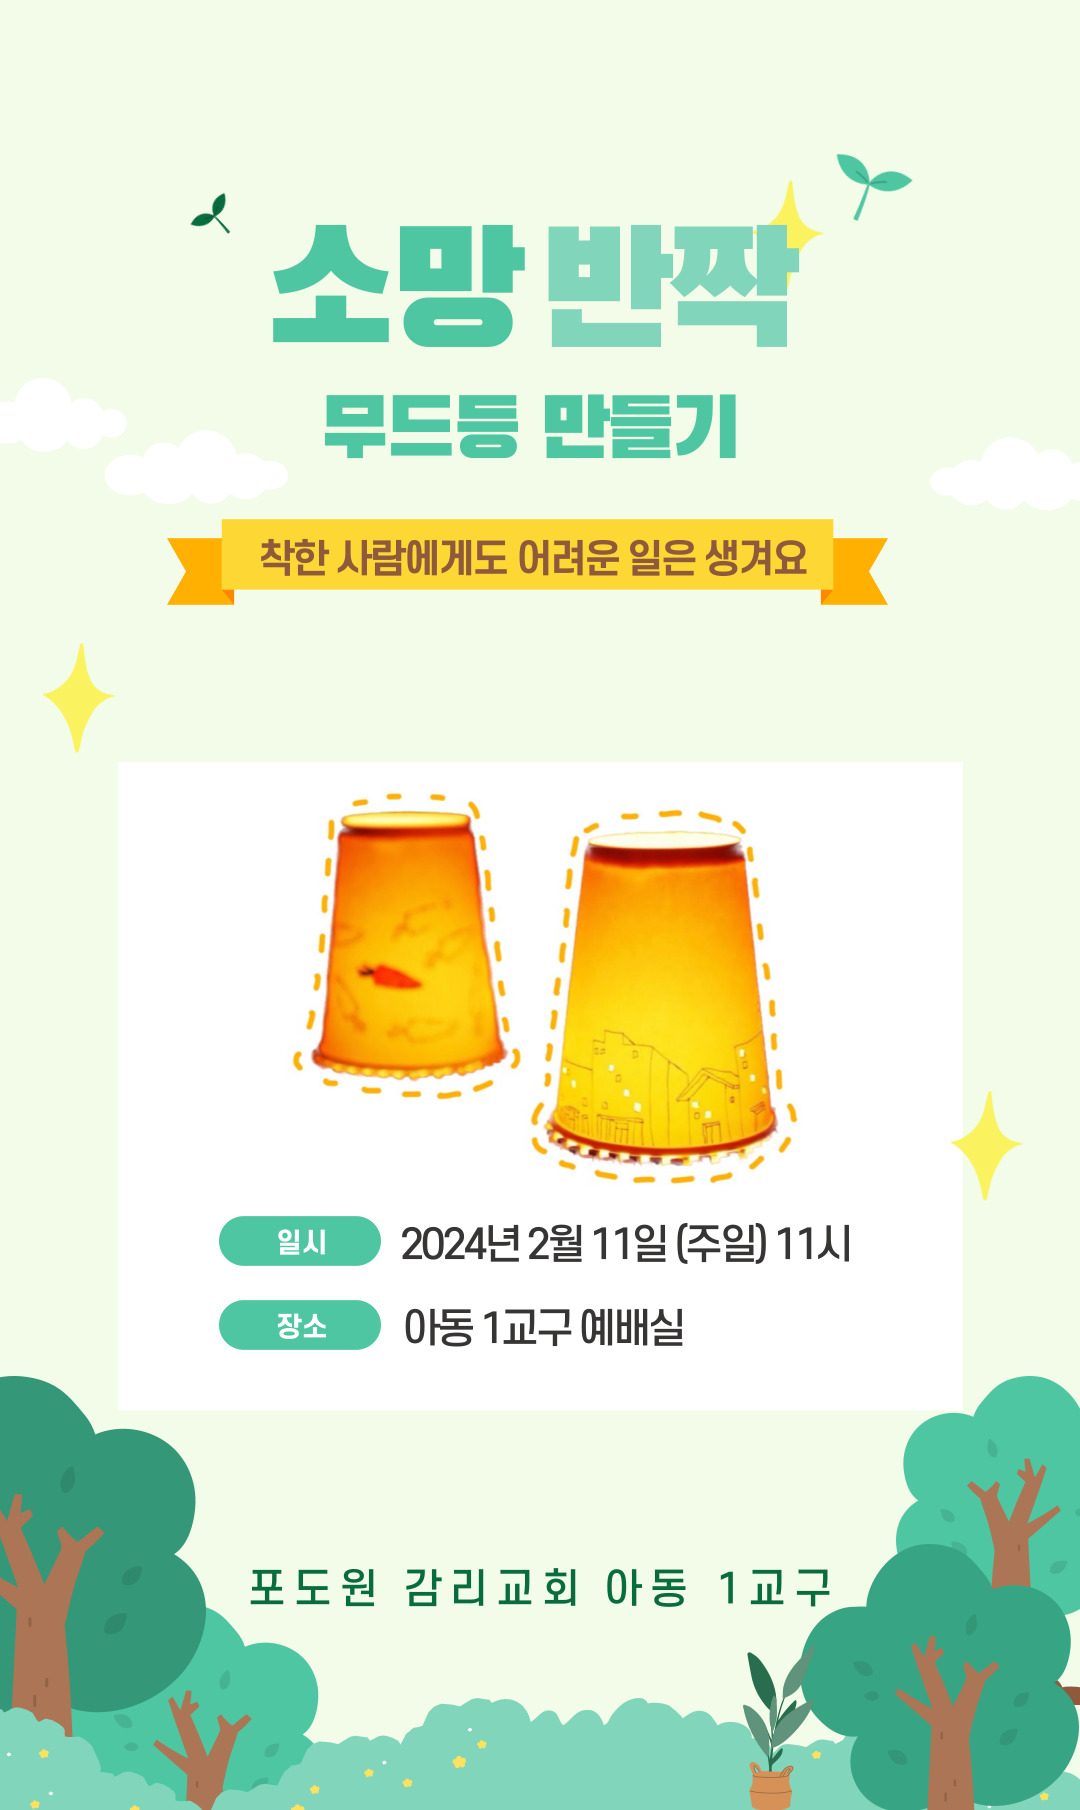 소망 반짝
무드등 만들기
착한 사람에게도 어려운 일은 생겨요
일시 2024년 2월 11일 (주일) 11시
장소 아동 1교구 예배실
포도원 감리교회 아동 1교구